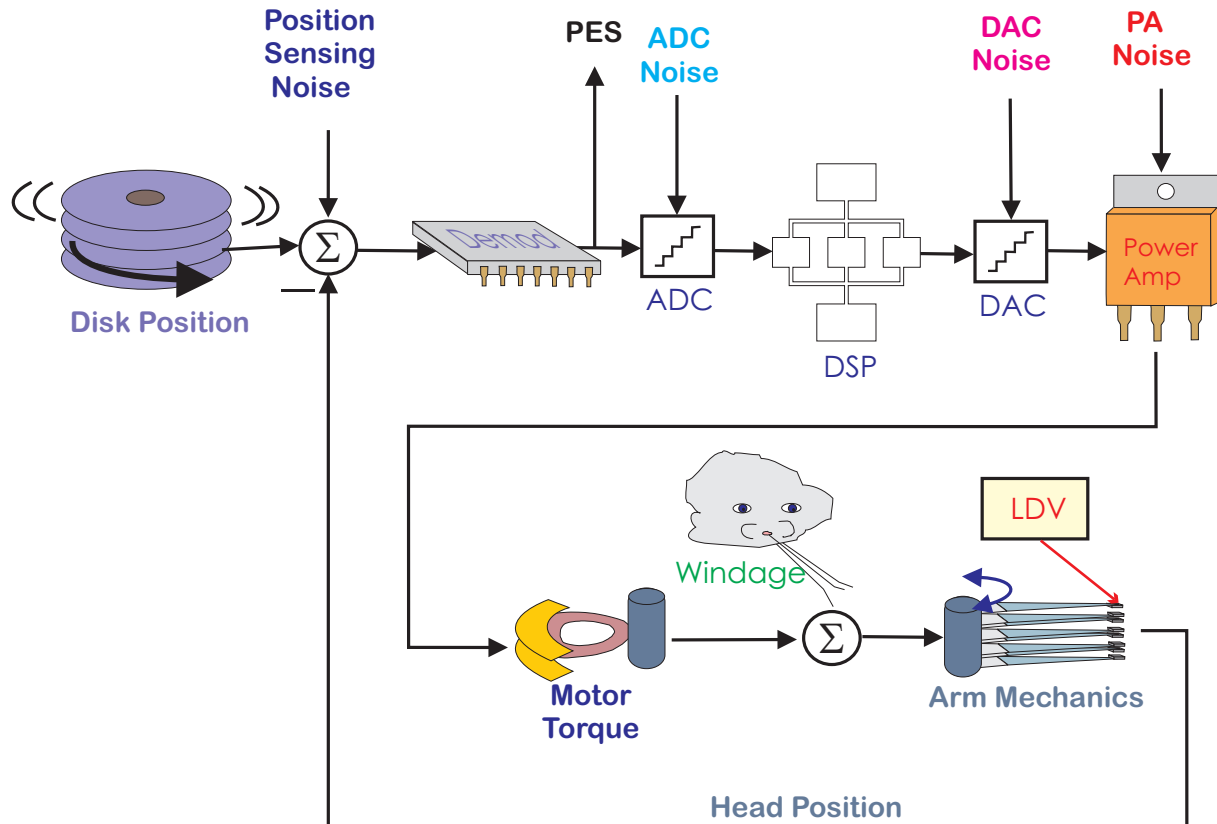 Position
Sensing
Noise
PES
ADC
Noise
DAC
Noise
PA
Noise
Σ
Demod
ADC
DSP
DAC
Power
Amp
Disk Position
Windage
LDV
Σ
Motor
Torque
Arm Mechanics
Head Position